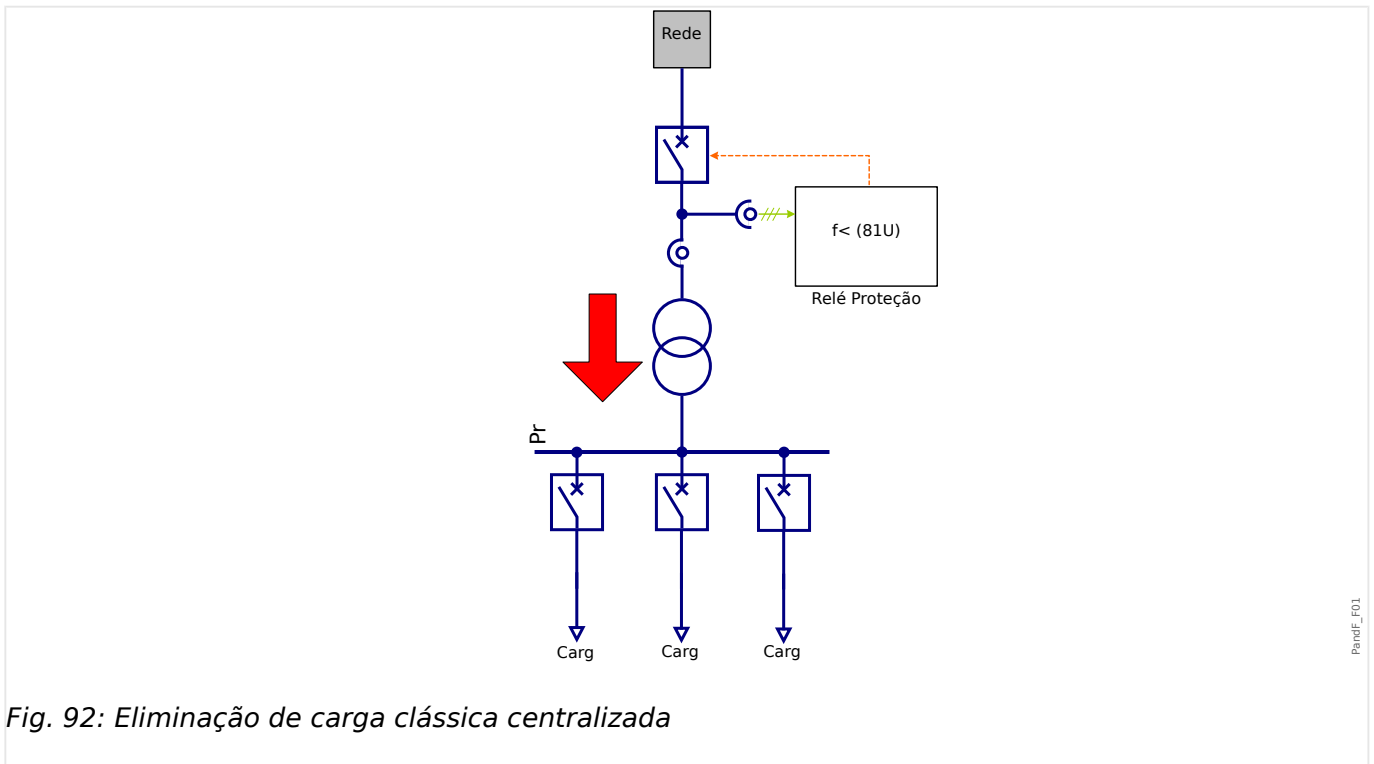 Rede
f< (81U)
Relé Proteção
Pr
Carg
Carg
Carg
PandF_F01
Fig. 92: Eliminação de carga clássica centralizada